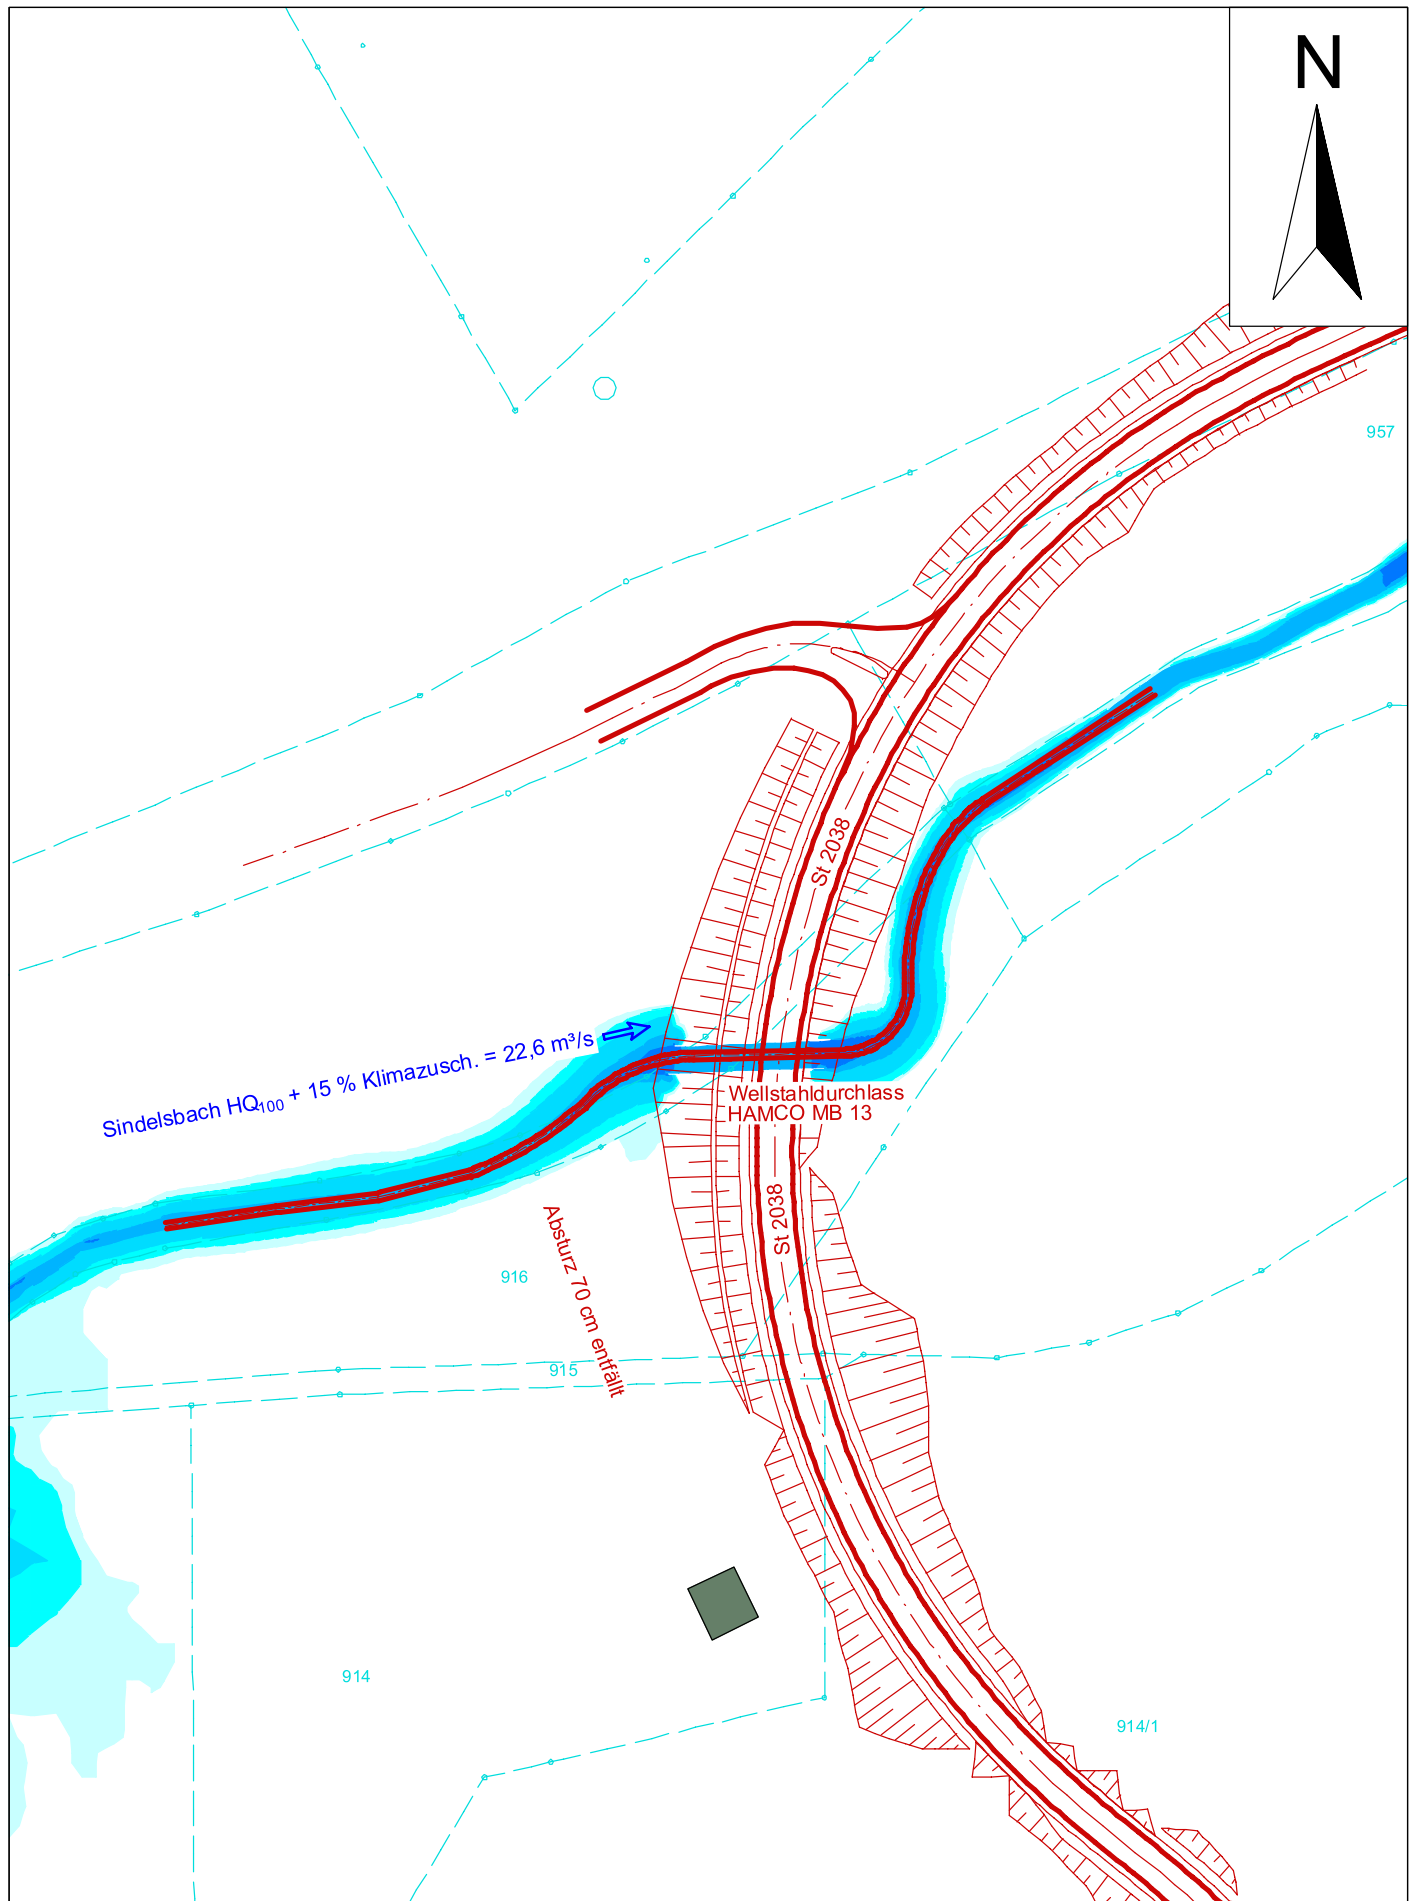 N
957
St 2038
Sindelsbach HQ100 + 15 % Klimazusch. = 22,6 m³/s
Wellstahldurchlass
HAMCO MB 13
St 2038
Absturz 70 cm entfällt
916
915
914
914/1